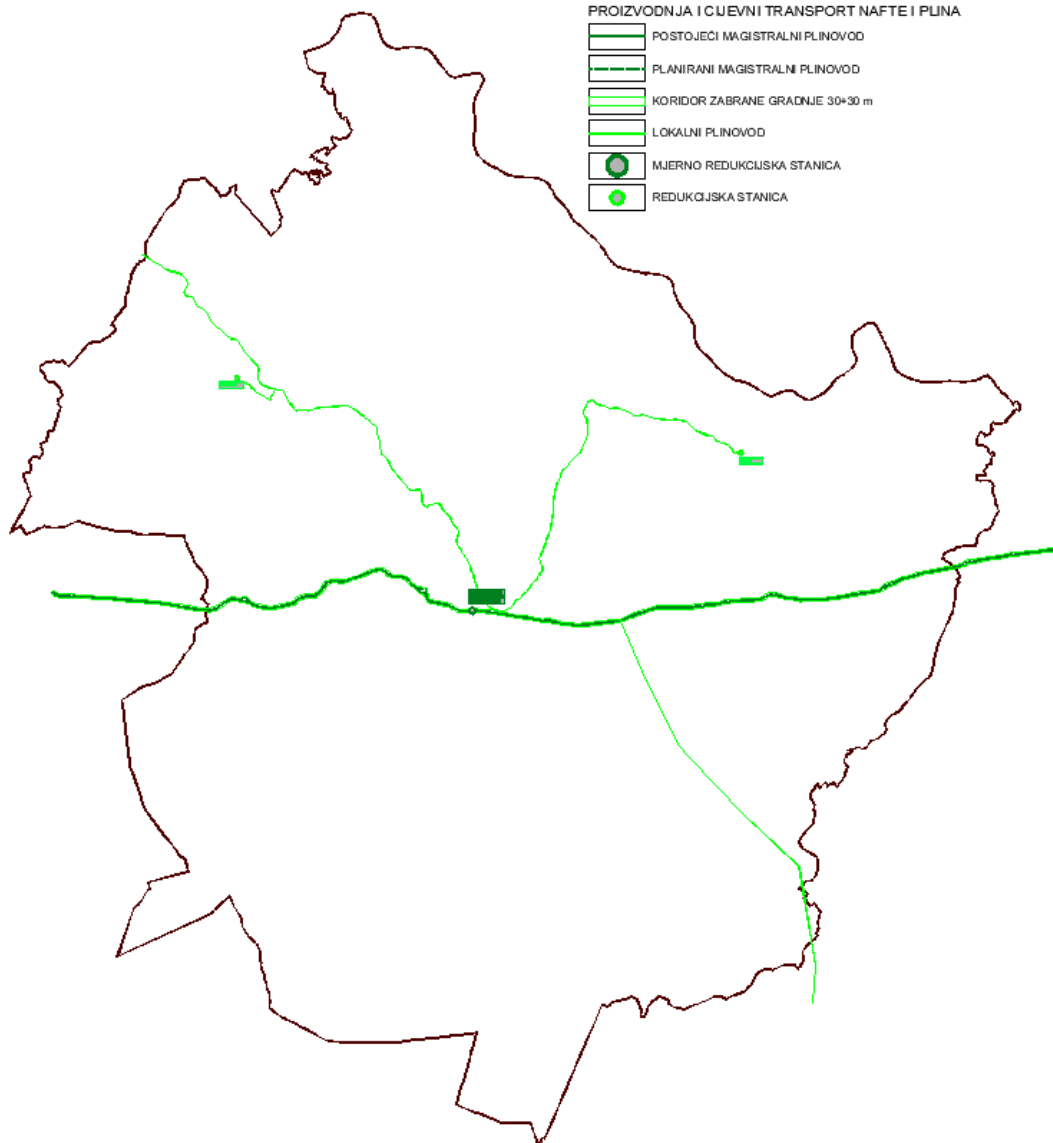 PROIZVODNJA I CIJEVNI TRANSPORT NAFTE I PLINA
POSTOJEĆI MAGISTRALNI PLINOVOD
PLANIRANI MAGISTRALNI PLINOVOD
KORIDOR ZABRANE GRADNJE 30+30 m
LOKALNI PLINOVOD
MJERNO REDUKCIJSKA STANICA
REDUKCIJSKA STANICA